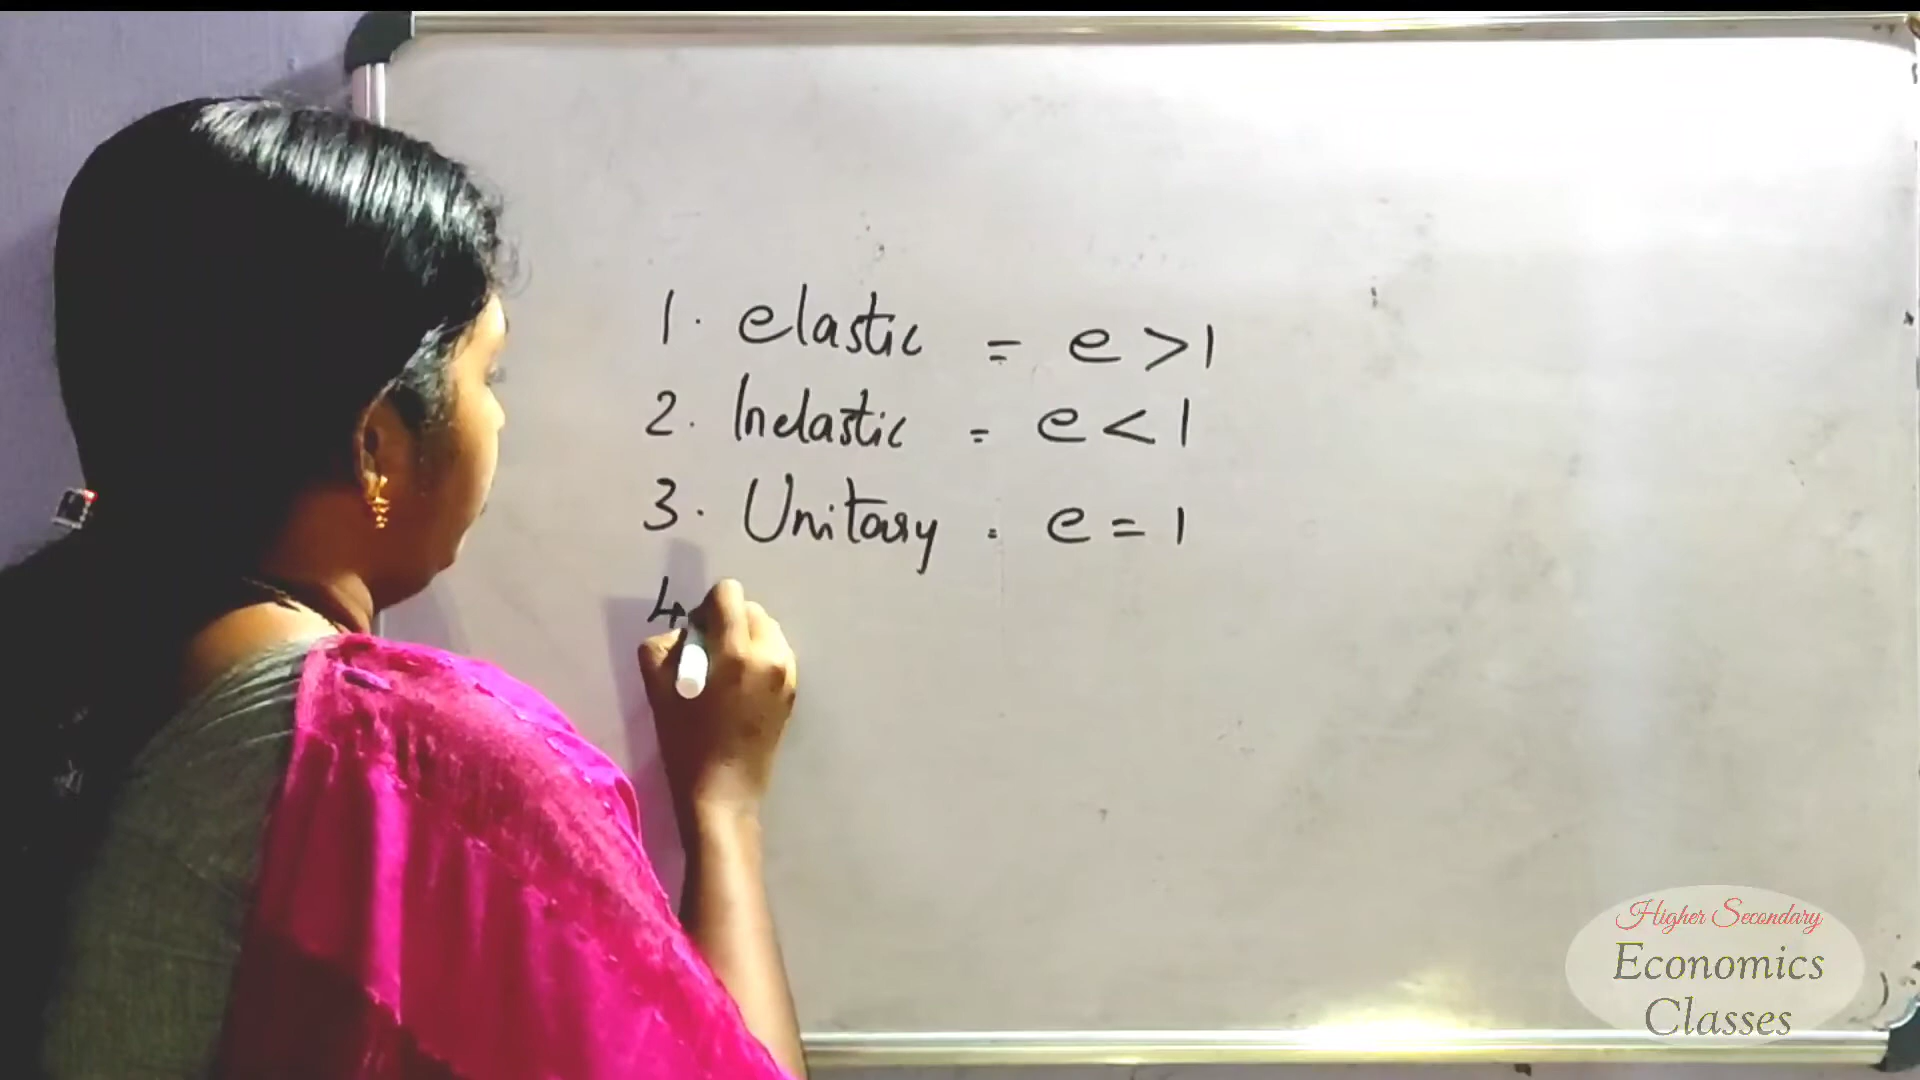 1. elastic = e > 1
2. Inelastic = e < 1
3. Unitary = e = 1
4
Higher Secondary
Economics
Classes